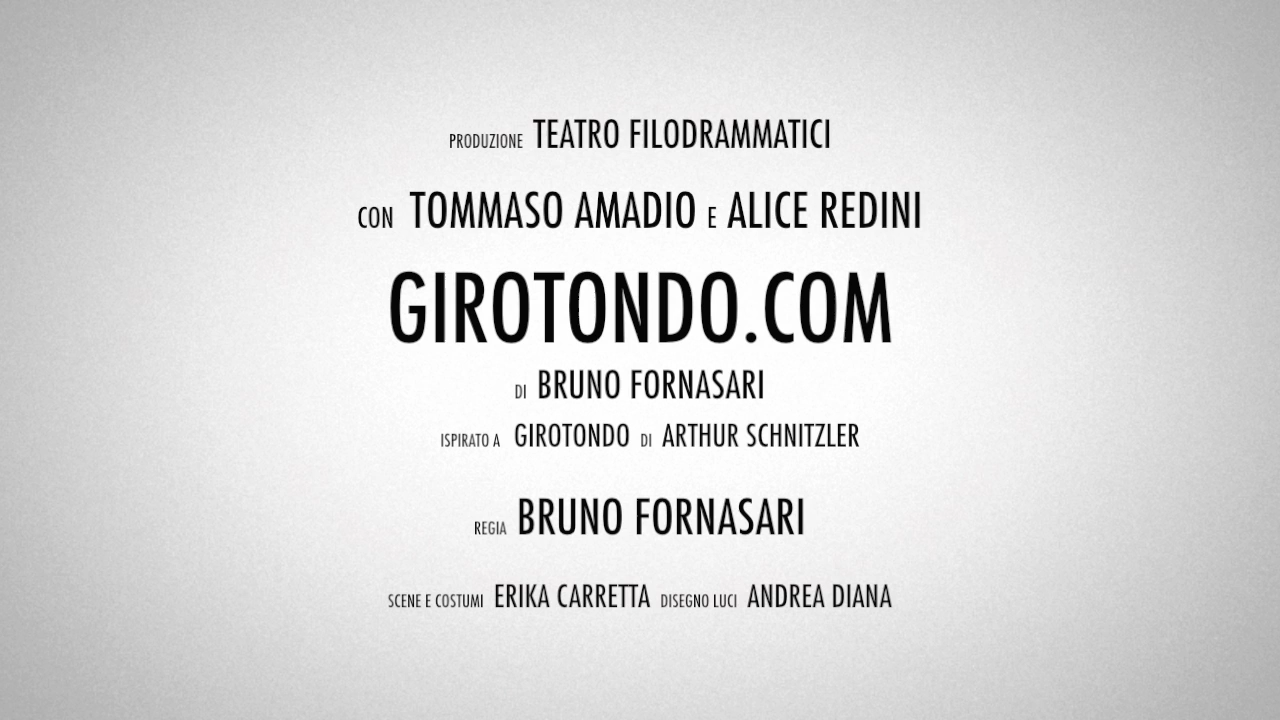 PRODUZIONE TEATRO FILODRAMMATICI
CON TOMMASO AMADIO E ALICE REDINI
GIROTONDO.COM
DI BRUNO FORNASARI
ISPIRATO A GIROTONDO DI ARTHUR SCHNITZLER
REGIA BRUNO FORNASARI
SCENE E COSTUMI ERIKA CARRETTA DISEGNO LUCI ANDREA DIANA